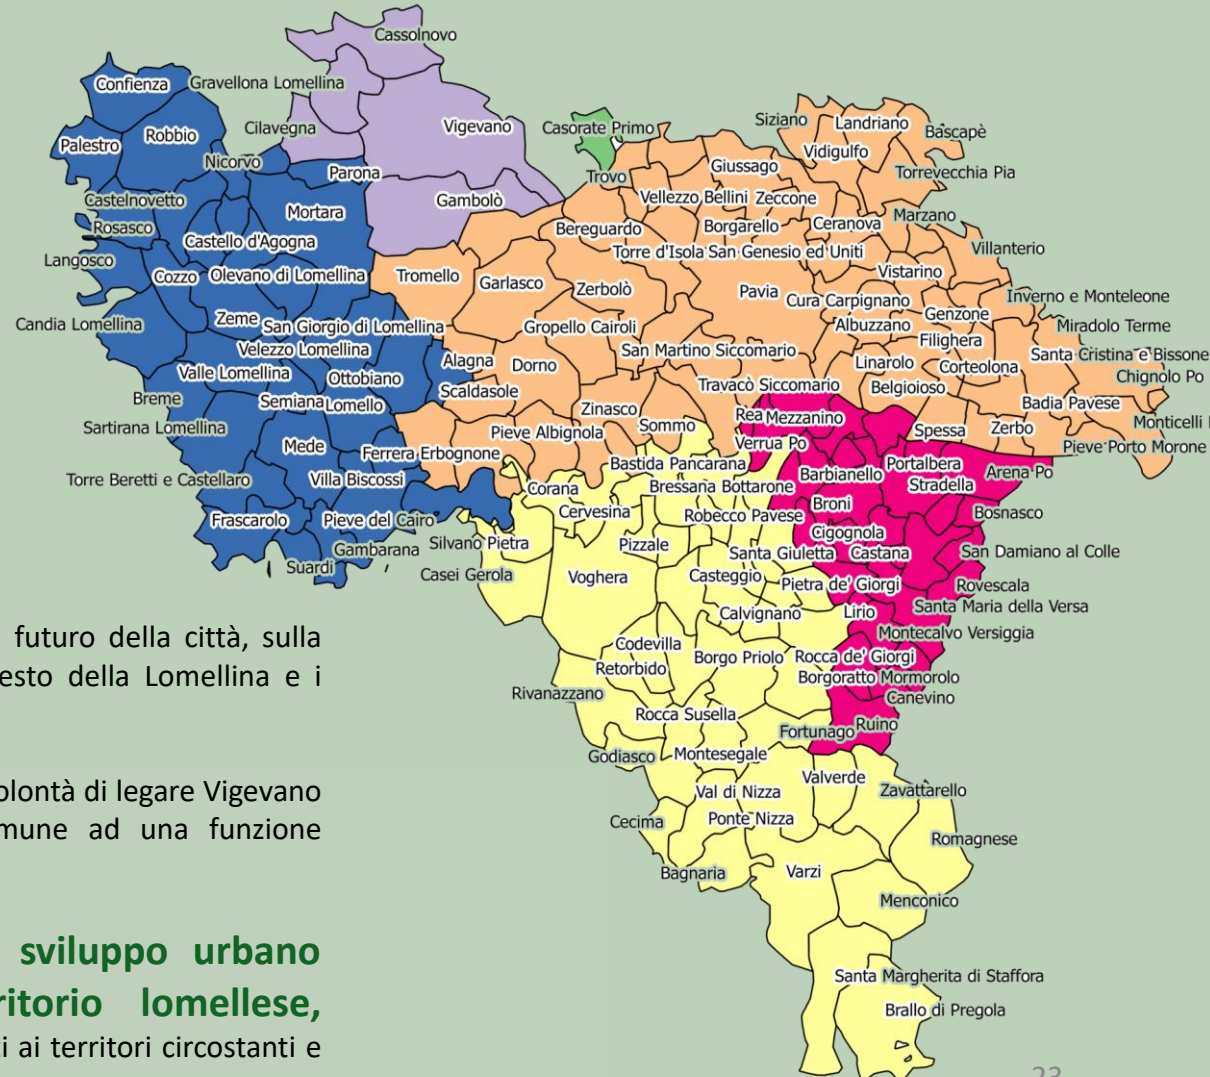 Cassolnovo
Confienza
Gravellona Lomellina
Cilavegna
Vigevano
Casorate Primo
Siziano
Landriano
Bascapè
Palestro
Robbio
Nicorvo
Parona
Trovo
Giussago
Vidigulfo
Torrevecchia Pia
Castelnovetto
Gambolò
Vellezzo Bellini
Zeccone
Rosasco
Mortara
Bereguardo
Borgarello
Ceranova
Marzano
Castello d'Agogna
Torre d'Isola
San Genesio ed Uniti
Villanterio
Langosco
Cozzo
Olevano di Lomellina
Tromello
Garlasco
Zerbolò
Pavia
Vistarino
Cura Carpignano
Inverno e Monteleone
Candia Lomellina
Zeme
San Giorgio di Lomellina
Gropello Cairoli
Albuzzano
Genzone
Miradolo Terme
Velezzo Lomellina
San Martino Siccomario
Filighera
Santa Cristina e Bissone
Valle Lomellina
Ottobiano
Alagna
Dorno
Linarolo
Corteolona
Chignolo Po
Breme
Semiana
Lomello
Scaldasole
Travacò Siccomario
Belgioioso
Badia Pavese
Sartirana Lomellina
Zinasco
Sommo
Rea
Mezzanino
Spessa
Zerbo
Monticelli
Mede
Ferrera Erbognone
Pieve Albignola
Verrua Po
Pieve Porto Morone
Torre Beretti e Castellaro
Villa Biscossi
Bastida Pancarana
Barbianello
Portalbera
Arena Po
Corana
Bressana Bottarone
Stradella
Frascarolo
Pieve del Cairo
Cervesina
Robecco Pavese
Broni
Bosnasco
Gambarana
Silvano Pietra
Pizzale
Cigognola
Suardi
Casei Gerola
Voghera
Santa Giuletta
Castana
San Damiano al Colle
Casteggio
Pietra de' Giorgi
Rovescala
Calvignano
Lirio
Santa Maria della Versa
Codevilla
Montecalvo Versiggia
Retorbido
Borgo Priolo
Rocca de' Giorgi
Rivanazzano
Borgoratto Mormorolo
Canevino
Rocca Susella
Fortunago
Ruino
Godiasco
Montesegale
Val di Nizza
Valverde
Zavattarello
Cecima
Ponte Nizza
Romagnese
Bagnaria
Varzi
Menconico
Santa Margherita di Staffora
Brallo di Pregola
futuro della città, sulla
esto della Lomellina e i
olontà di legare Vigevano
mune ad una funzione
sviluppo urbano
ritorio lomellese,
ti ai territori circostanti e
23